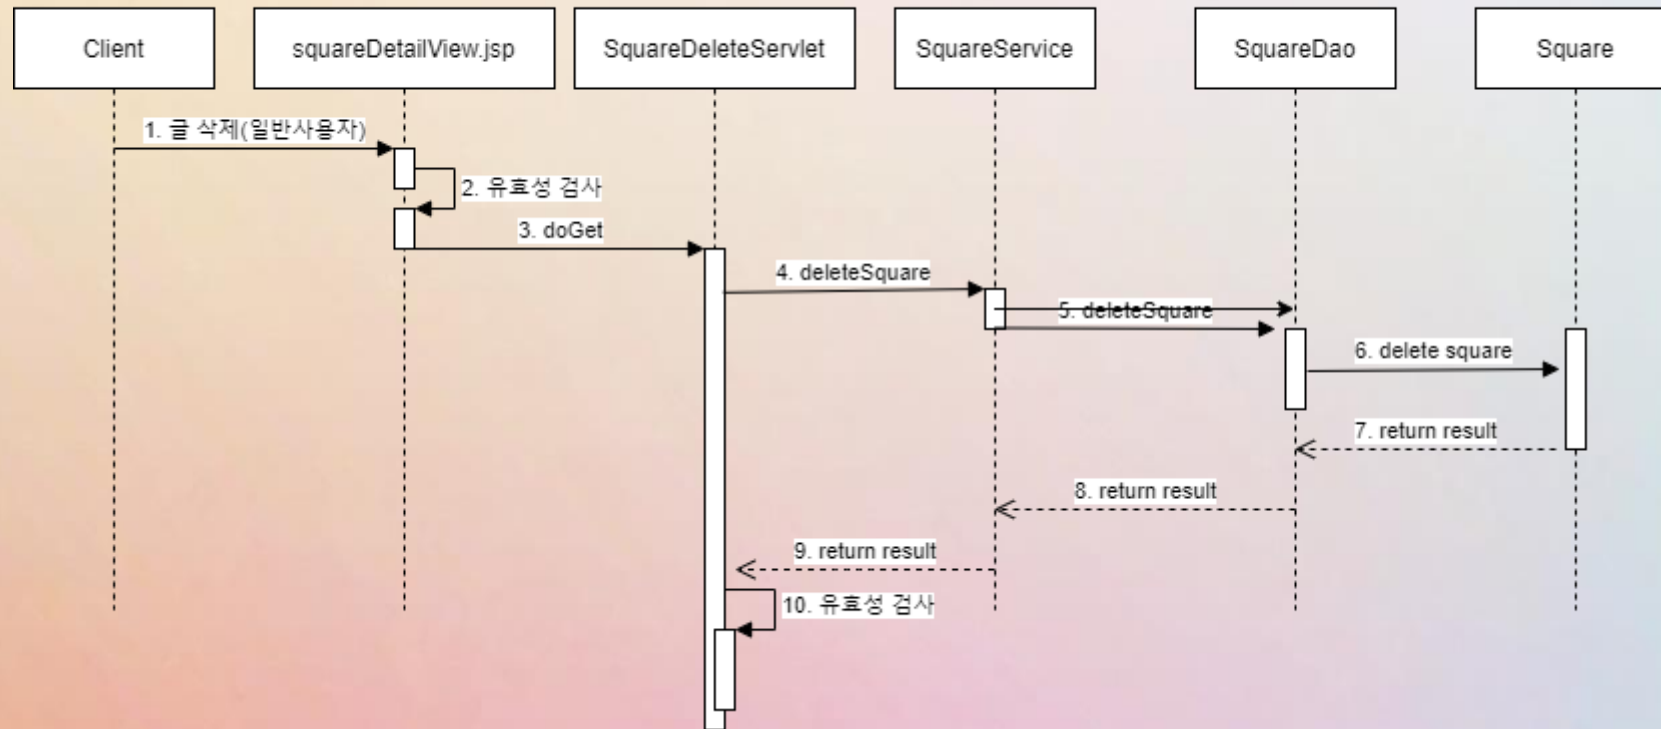 Client
squareDetailView.jsp
SquareDeleteServlet
SquareService
SquareDao
Square
1. 글 삭제(일반사용자)
2. 유효성 검사
3. doGet
4. deleteSquare
5. deleteSquare
6. delete square
7. return result
8. return result
9. return result
10. 유효성 검사